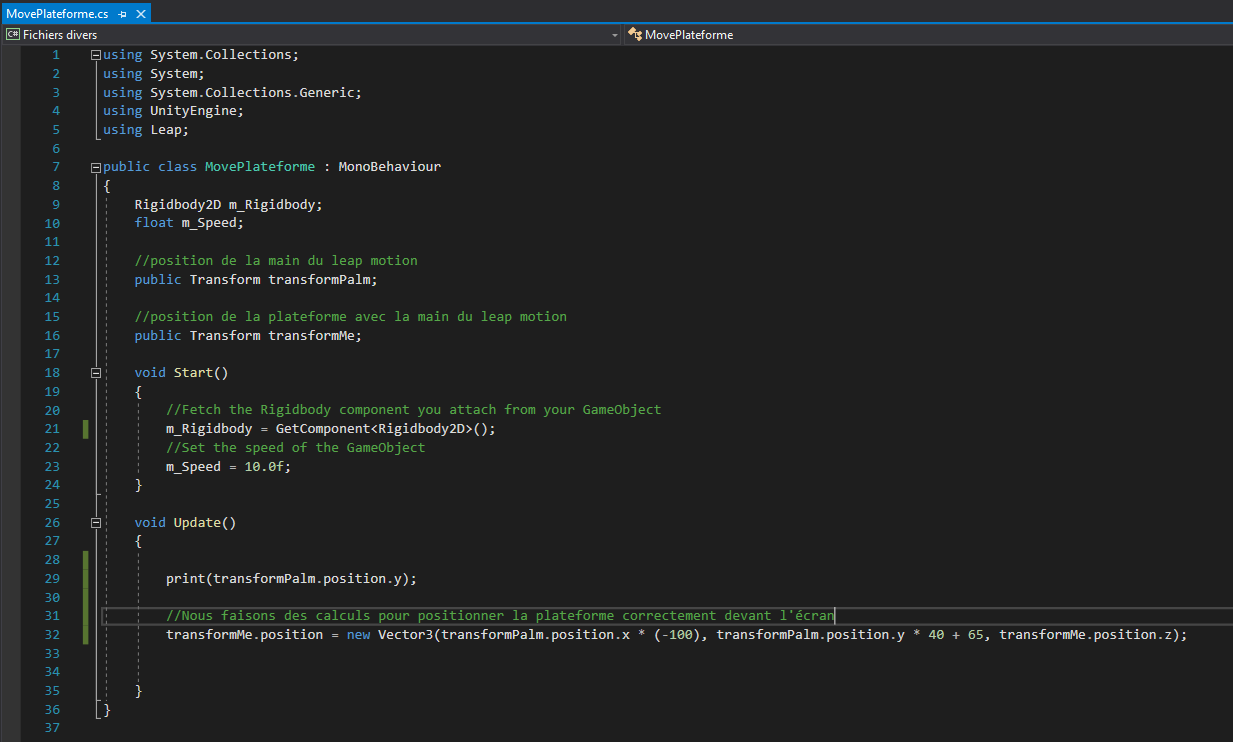 MovePlateforme.cs
C# Fichiers divers MovePlateforme
1 using System.Collections;
2 using System;
3 using System.Collections.Generic;
4 using UnityEngine;
5 using Leap;
6
7 public class MovePlateforme : MonoBehaviour
8 {
9 Rigidbody2D m_Rigidbody;
10 float m_Speed;
11
12 //position de la main du leap motion
13 public Transform transformPalm;
14
15 //position de la plateforme avec la main du leap motion
16 public Transform transformMe;
17
18 void Start()
19 {
20 //Fetch the Rigidbody component you attach from your GameObject
21 m_Rigidbody = GetComponent<Rigidbody2D>();
22 //Set the speed of the GameObject
23 m_Speed = 10.0f;
24 }
25
26 void Update()
27 {
28
29 print(transformPalm.position.y);
30
31 //Nous faisons des calculs pour positionner la plateforme correctement devant l'écran
32 transformMe.position = new Vector3(transformPalm.position.x * (-100), transformPalm.position.y * 40 + 65, transformMe.position.z);
33
34
35 }
36 }
37